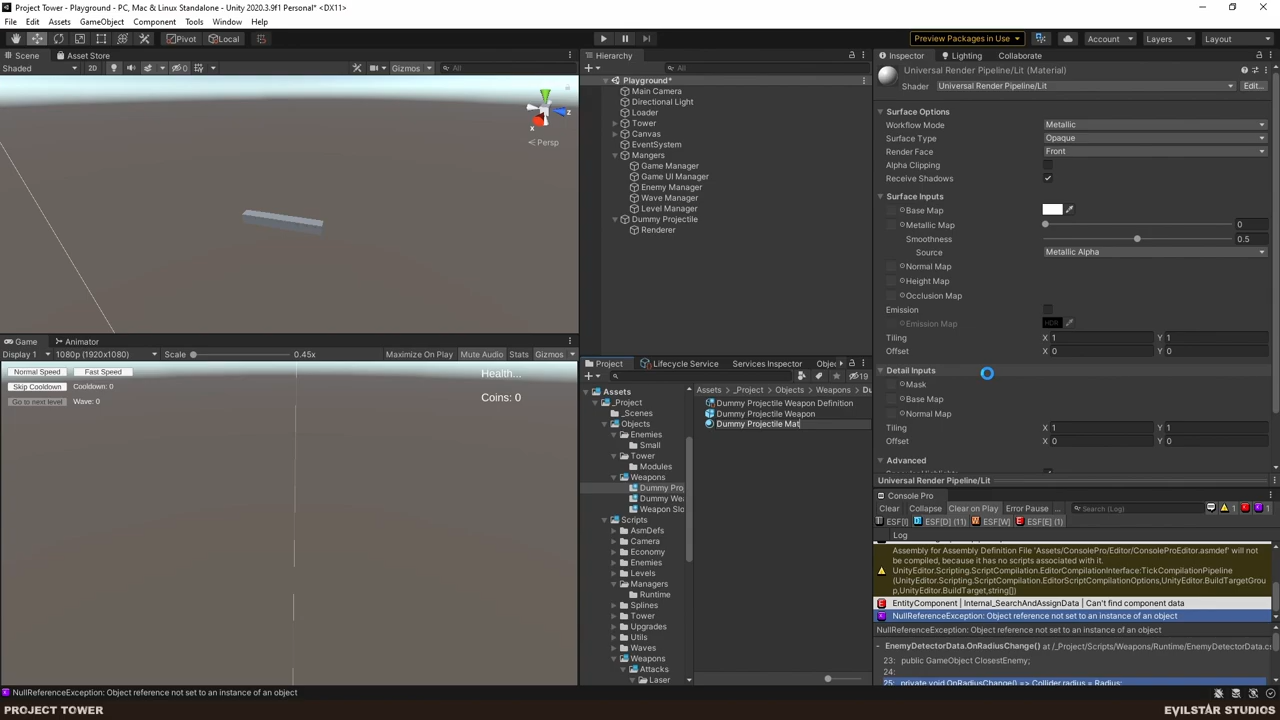 Project Tower - Playground - PC, Mac & Linux Standalone - Unity 2020.3.9f1 Personal* <DX11>
File Edit Assets GameObject Component Tools Window Help
Pivot Local Preview Packages in Use Account Layers Layout
Scene Asset Store
Shaded 2D 0 Gizmos All
x z
Persp
Game Animator
Display 1 1080p (1920x1080) Scale 0.45x Maximize On Play Mute Audio Stats Gizmos
Normal Speed Fast Speed Health...
Skip Cooldown Cooldown: 0
Go to next level Wave: 0 Coins: 0
Hierarchy
All
Playground*
Main Camera
Directional Light
Loader
Tower
Canvas
EventSystem
Mangers
Game Manager
Game UI Manager
Enemy Manager
Wave Manager
Level Manager
Dummy Projectile
Renderer
Project Lifecycle Service Services Inspector Objec
19
Assets
_Project
_Scenes
Objects
Enemies
Small
Tower
Modules
Weapons
Dummy Pro
Dummy We
Weapon Slo
Scripts
AsmDefs
Camera
Economy
Enemies
Levels
Managers
Runtime
Splines
Tower
Upgrades
Utils
Waves
Weapons
Attacks
Laser
Assets > _Project > Objects > Weapons > Du
Dummy Projectile Weapon Definition
Dummy Projectile Weapon
Dummy Projectile Mat
Inspector Lighting Collaborate
Universal Render Pipeline/Lit (Material)
Shader Universal Render Pipeline/Lit Edit...
Surface Options
Workflow Mode Metallic
Surface Type Opaque
Render Face Front
Alpha Clipping
Receive Shadows
Surface Inputs
Base Map
Metallic Map 0
Smoothness 0.5
Source Metallic Alpha
Normal Map
Height Map
Occlusion Map
Emission
Emission Map HDR
Tiling X 1 Y 1
Offset X 0 Y 0
Detail Inputs
Mask
Base Map
Normal Map
Tiling X 1 Y 1
Offset X 0 Y 0
Advanced
Universal Render Pipeline/Lit
Console Pro
Clear Collapse Clear on Play Error Pause ... Search (Log) 1 1 1
ESF[I] ESF[D] (11) ESF[W] ESF[E] (1)
Log
Assembly for Assembly Definition File 'Assets/ConsolePro/Editor/ConsoleProEditor.asmdef' will not
be compiled, because it has no scripts associated with it.
UnityEditor.Scripting.ScriptCompilation.EditorCompilationInterface:TickCompilationPipeline
(UnityEditor.Scripting.ScriptCompilation.EditorScriptCompilationOptions,UnityEditor.BuildTargetGro
up,UnityEditor.BuildTarget,string[])
EntityComponent | Internal_SearchAndAssignData | Can't find component data
NullReferenceException: Object reference not set to an instance of an object
NullReferenceException: Object reference not set to an instance of an object
EnemyDetectorData.OnRadiusChange() at /_Project/Scripts/Weapons/Runtime/EnemyDetectorData.cs
23: public GameObject ClosestEnemy;
24:
25: private void OnRadiusChange() => Collider.radius = Radius;
NullReferenceException: Object reference not set to an instance of an object
PROJECT TOWER EVILSTAR STUDIOS